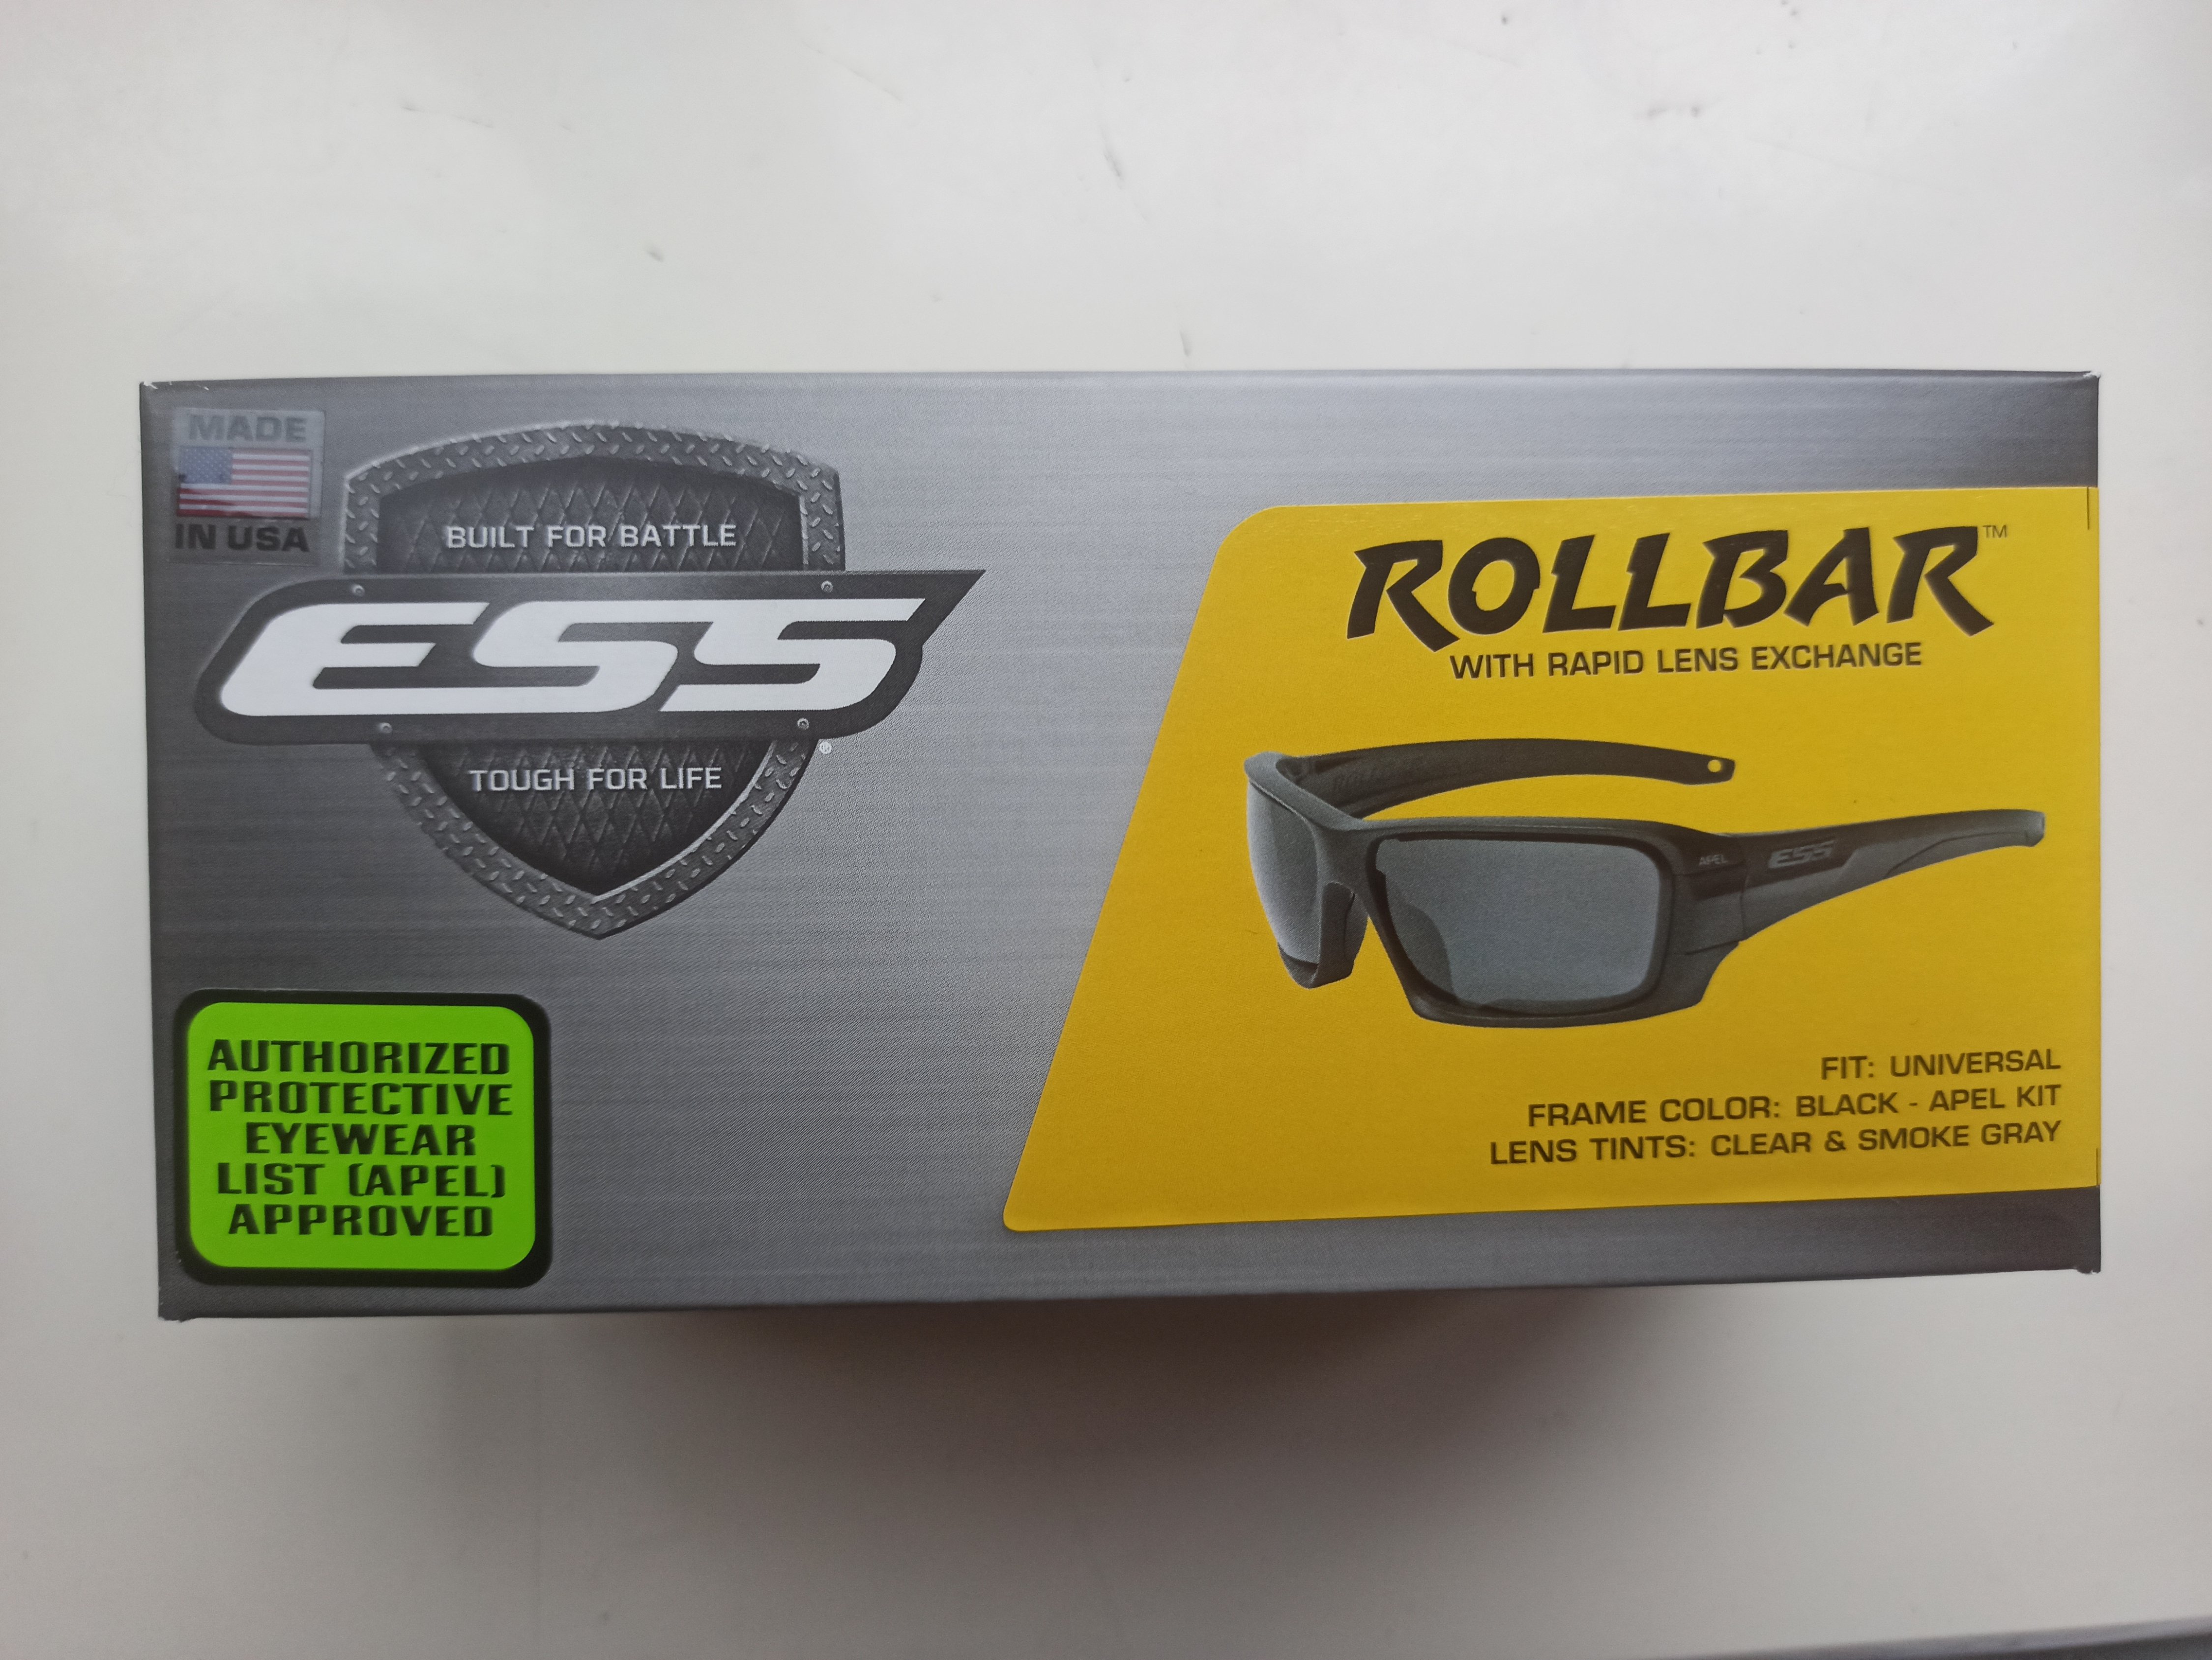 MADE
IN USA
BUILT FOR BATTLE
ESS®
TOUGH FOR LIFE
AUTHORIZED
PROTECTIVE
EYEWEAR
LIST (APEL)
APPROVED
ROLLBAR™
WITH RAPID LENS EXCHANGE
APEL
ESS
FIT: UNIVERSAL
FRAME COLOR: BLACK - APEL KIT
LENS TINTS: CLEAR & SMOKE GRAY